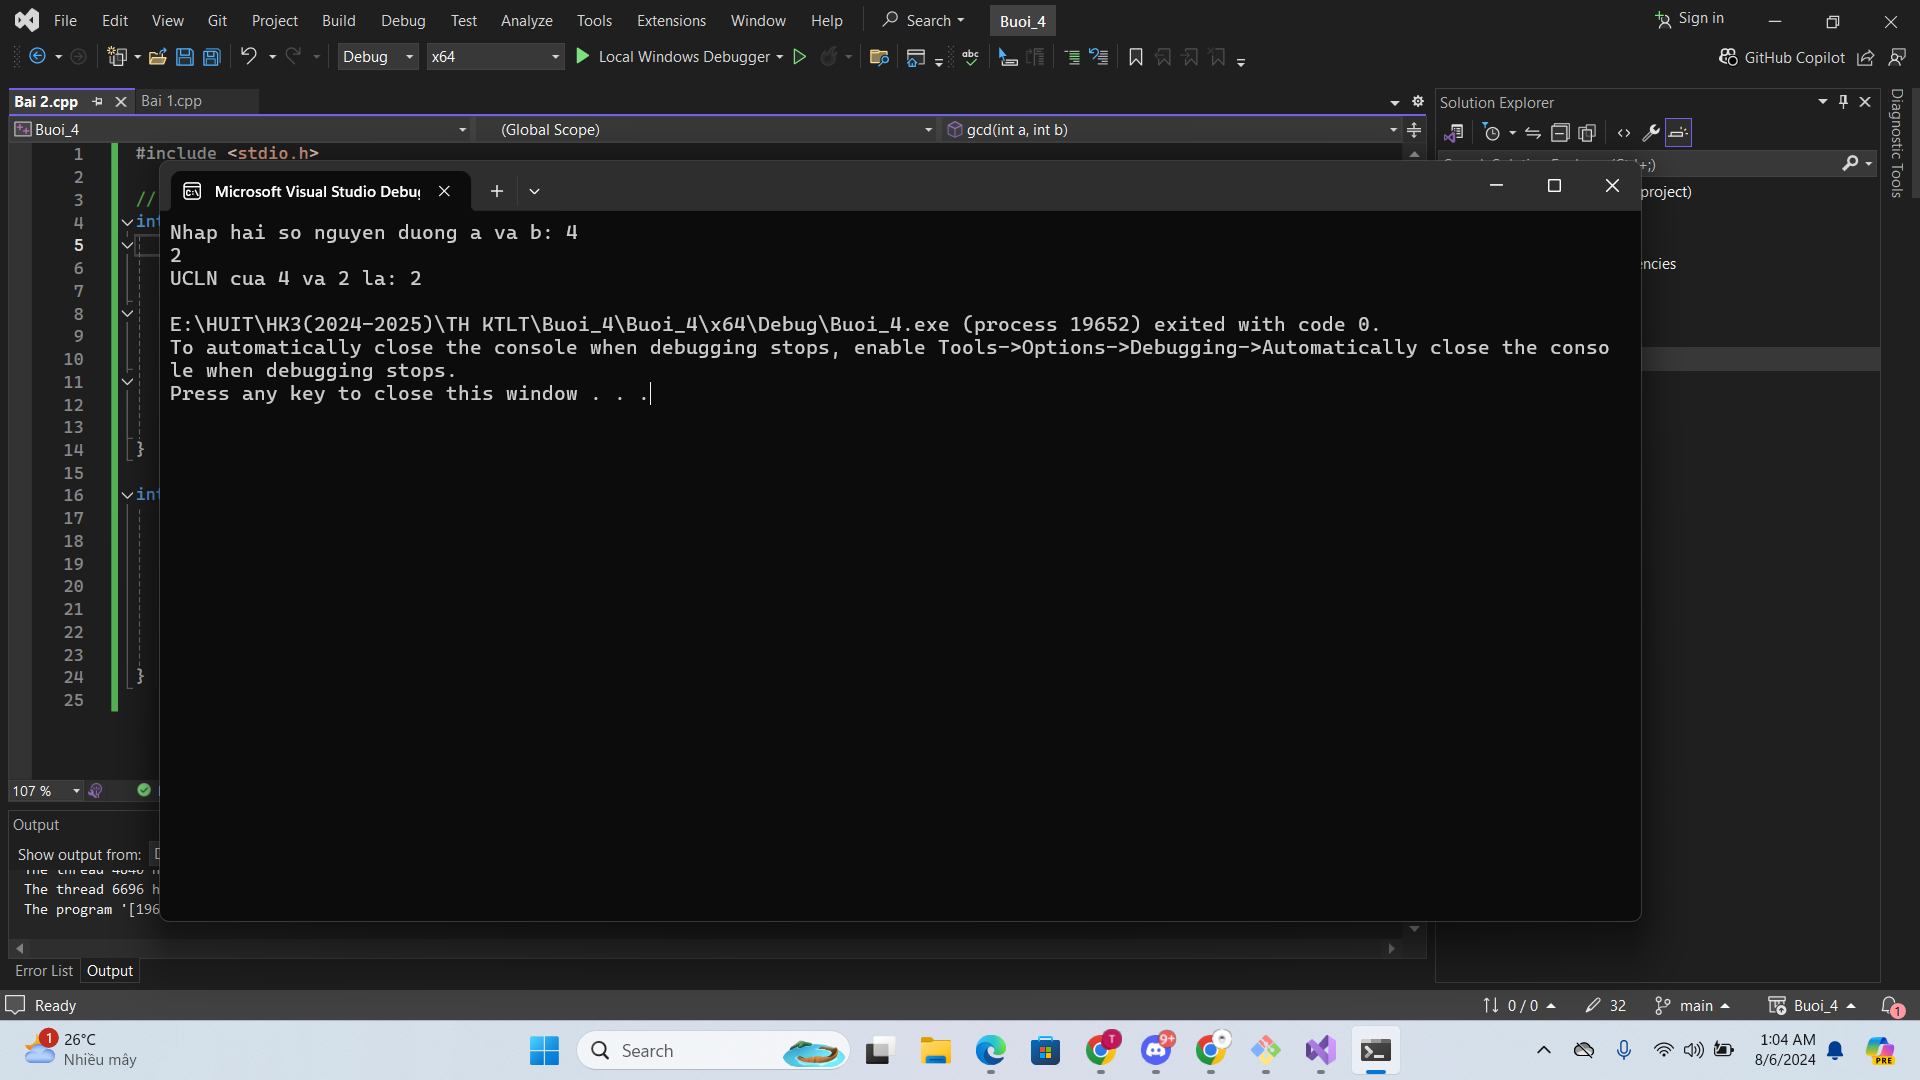 File Edit View Git Project Build Debug Test Analyze Tools Extensions Window Help Search Buoi_4 Sign in
Debug x64 Local Windows Debugger GitHub Copilot
Bai 2.cpp Bai 1.cpp
Buoi_4 (Global Scope) gcd(int a, int b)
Solution Explorer
Diagnostic Tools
1 #include <stdio.h>
2
3 //
4 int
5
6
7
8
9
10
11
12
13
14 }
15
16 int
17
18
19
20
21
22
23
24 }
25
+;)
project)
encies
Microsoft Visual Studio Debug
Nhap hai so nguyen duong a va b: 4
2
UCLN cua 4 va 2 la: 2
E:\HUIT\HK3(2024-2025)\TH KTLT\Buoi_4\Buoi_4\x64\Debug\Buoi_4.exe (process 19652) exited with code 0.
To automatically close the console when debugging stops, enable Tools->Options->Debugging->Automatically close the conso
le when debugging stops.
Press any key to close this window . . .
107 %
Output
Show output from:
The thread 6696 h
The program '[196
Error List Output
Ready 0 / 0 32 main Buoi_4 1
1 26°C
Nhiều mây
Search
T 9+
PRE
1:04 AM
8/6/2024